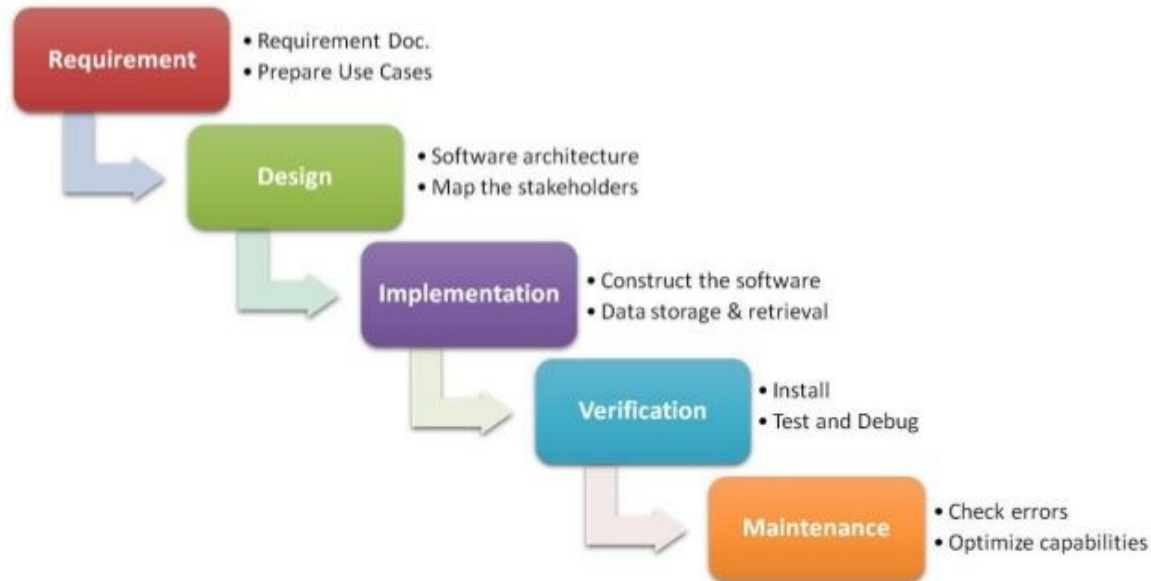 Requirement
• Requirement Doc.
• Prepare Use Cases
Design
• Software architecture
• Map the stakeholders
Implementation
• Construct the software
• Data storage & retrieval
Verification
• Install
• Test and Debug
Maintenance
• Check errors
• Optimize capabilities